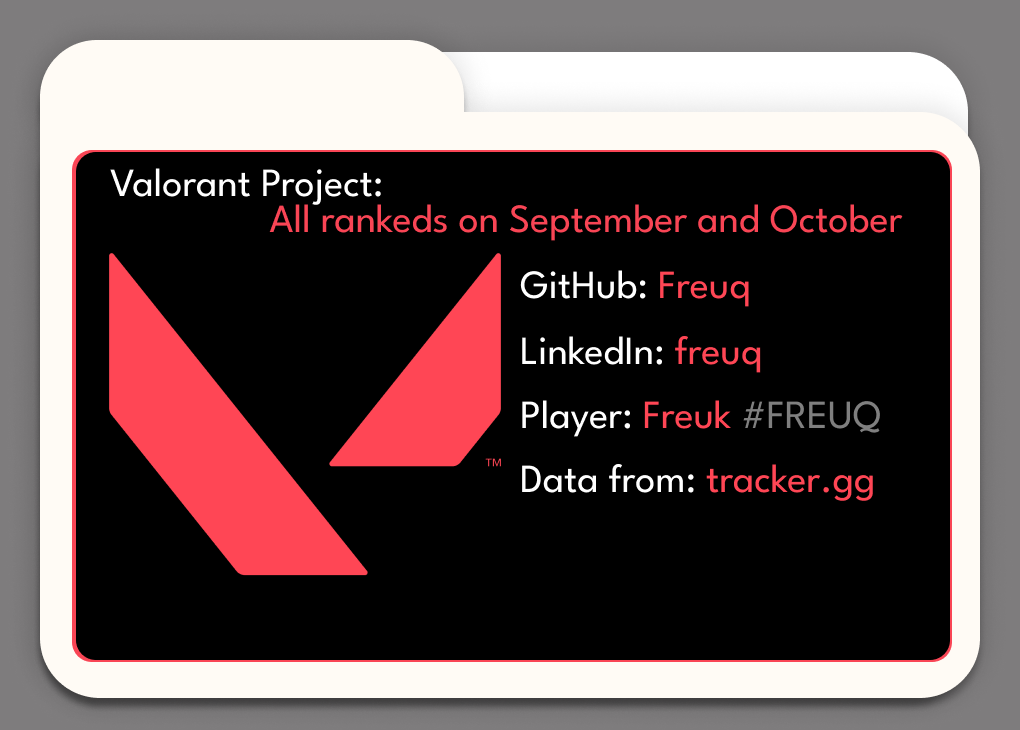 Valorant Project:
All rankeds on September and October
GitHub: Freuq
LinkedIn: freuq
Player: Freuk #FREUQ
TM
Data from: tracker.gg